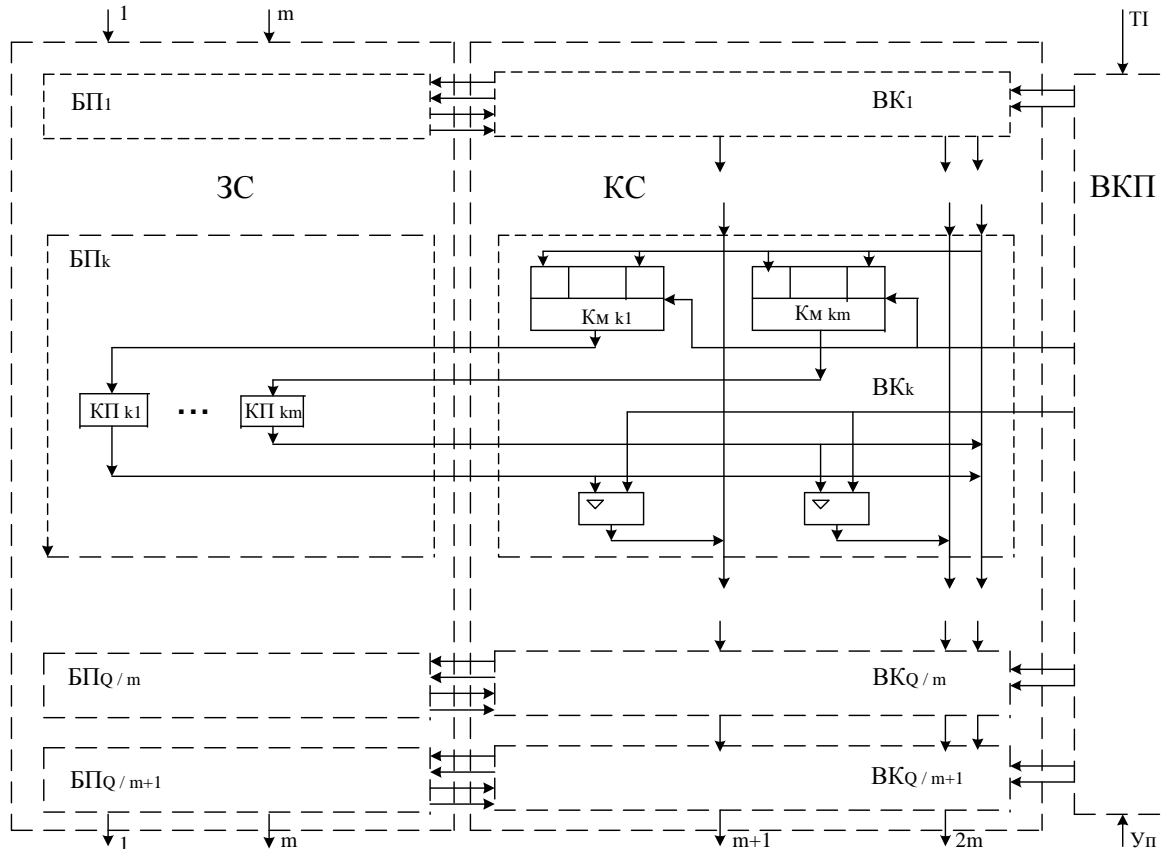 1 m ТІ
БП1 ВК1
ЗС КС ВКП
БПk
Км k1 Км km
ВКk
КП k1 ... КП km
БПQ / m ВКQ / m
БПQ / m+1 ВКQ / m+1
1 m m+1 2m Уп